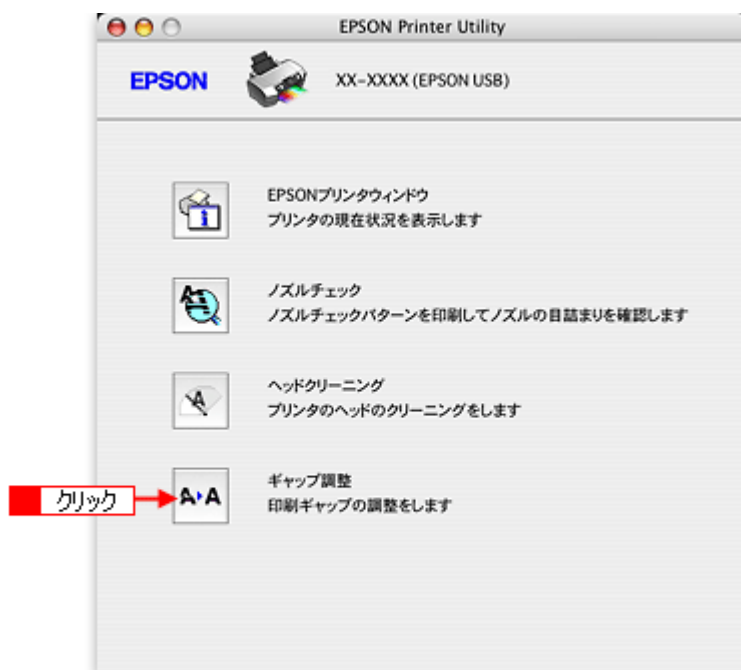 EPSON Printer Utility
EPSON XX-XXXX (EPSON USB)
EPSONプリンタウィンドウ
プリンタの現在状況を表示します
ノズルチェック
ノズルチェックパターンを印刷してノズルの目詰まりを確認します
ヘッドクリーニング
プリンタのヘッドのクリーニングをします
ギャップ調整
クリック A▸A 印刷ギャップの調整をします